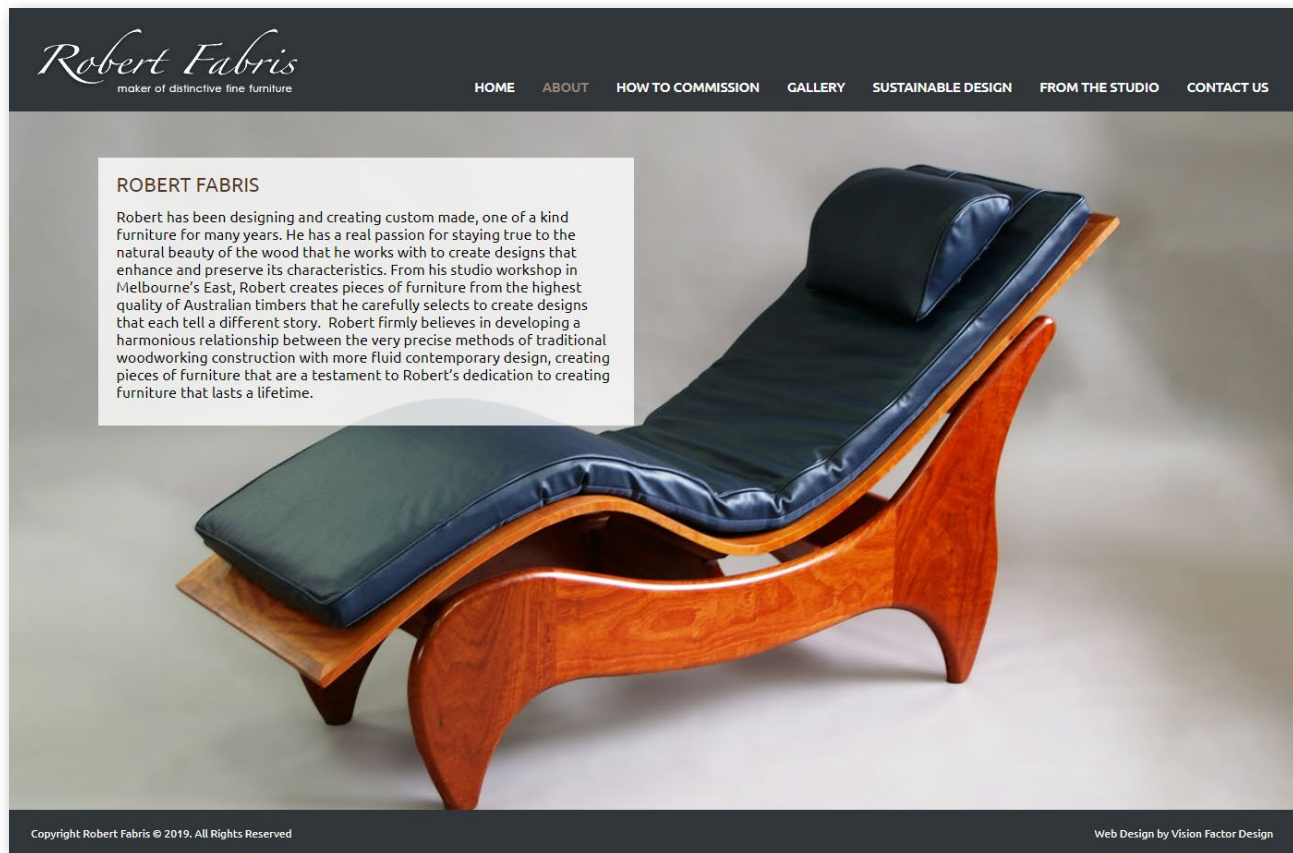 Robert Fabris
maker of distinctive fine furniture
HOME ABOUT HOW TO COMMISSION GALLERY SUSTAINABLE DESIGN FROM THE STUDIO CONTACT US
ROBERT FABRIS
Robert has been designing and creating custom made, one of a kind
furniture for many years. He has a real passion for staying true to the
natural beauty of the wood that he works with to create designs that
enhance and preserve its characteristics. From his studio workshop in
Melbourne’s East, Robert creates pieces of furniture from the highest
quality of Australian timbers that he carefully selects to create designs
that each tell a different story.  Robert firmly believes in developing a
harmonious relationship between the very precise methods of traditional
woodworking construction with more fluid contemporary design, creating
pieces of furniture that are a testament to Robert’s dedication to creating
furniture that lasts a lifetime.
Copyright Robert Fabris © 2019. All Rights Reserved
Web Design by Vision Factor Design